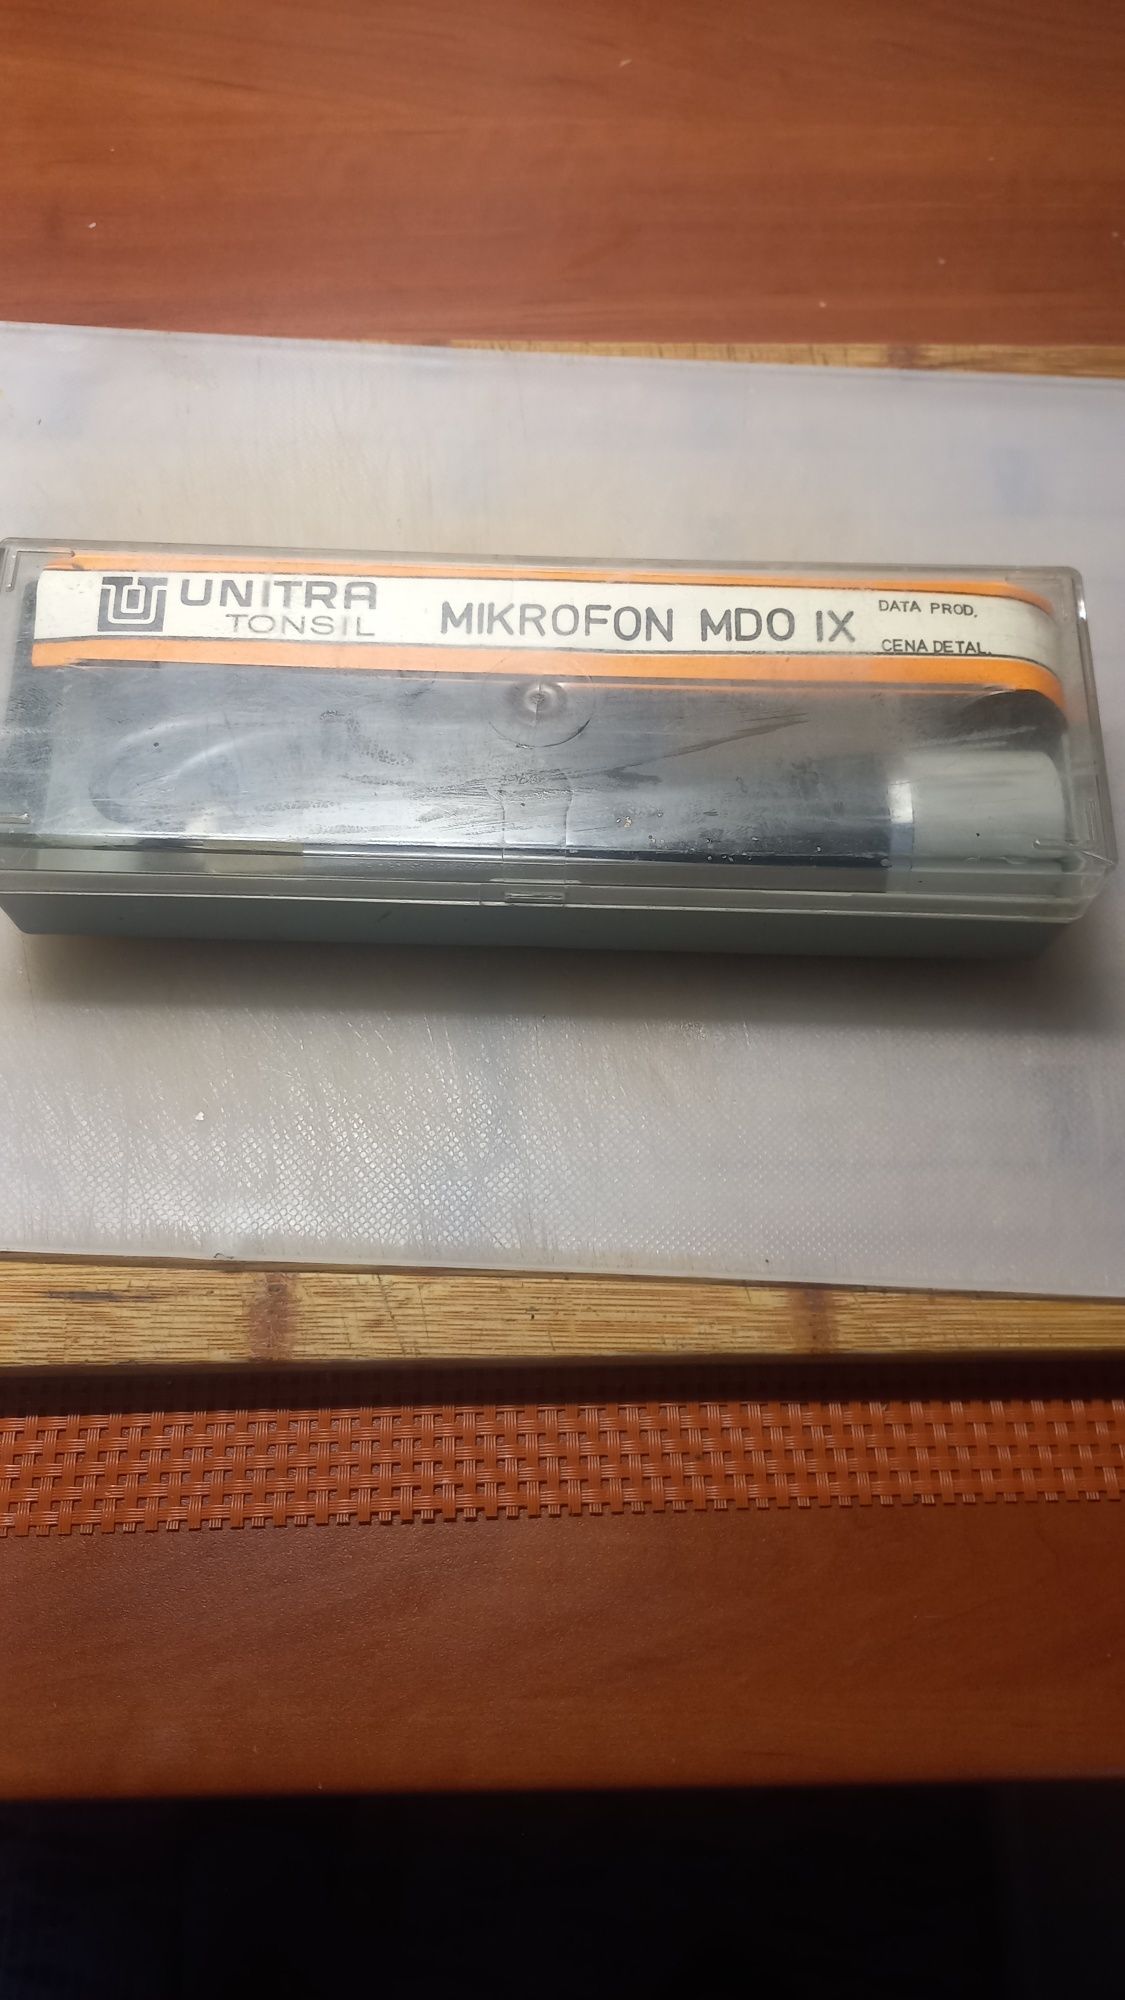 UNITRA
TONSIL
MIKROFON MDO IX
DATA PROD.
CENA DETAL.